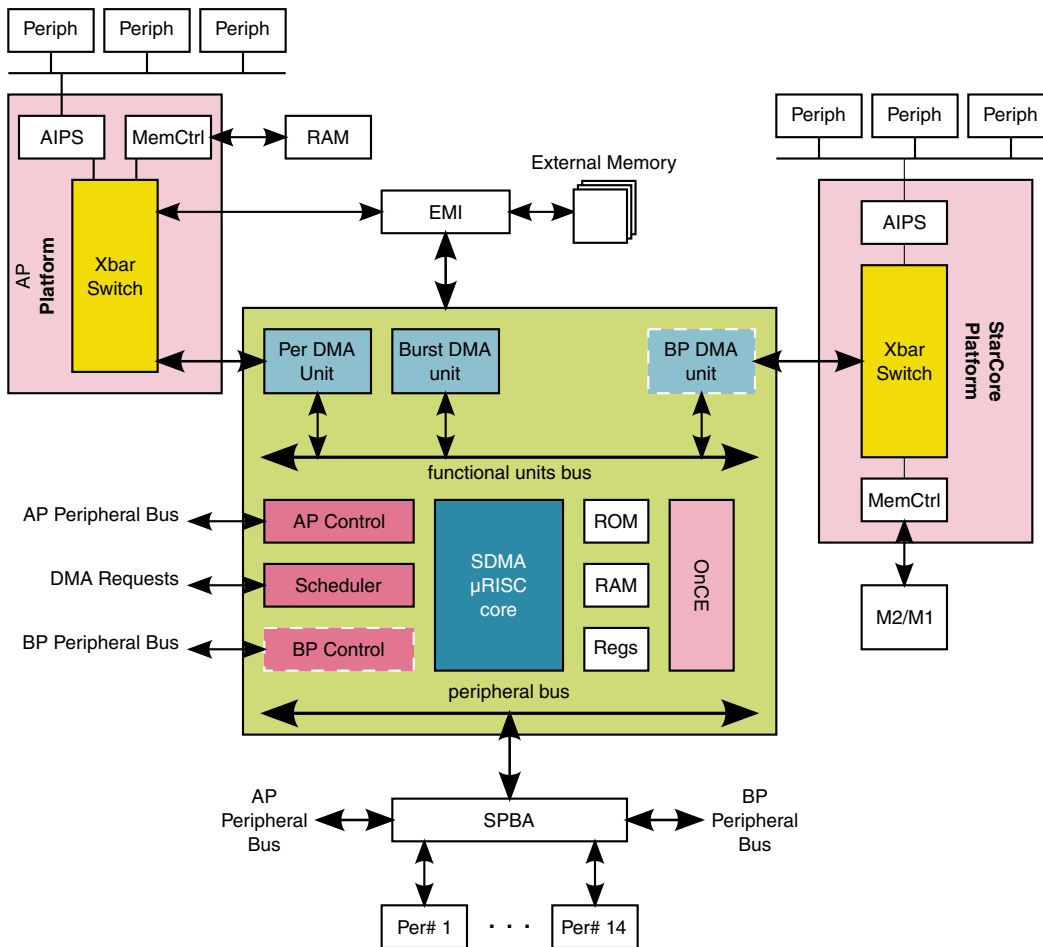 Periph
Periph
Periph
AIPS
MemCtrl
RAM
AP
Platform
Xbar
Switch
EMI
External Memory
Periph
Periph
Periph
AIPS
Xbar
Switch
StarCore
Platform
MemCtrl
M2/M1
Per DMA
Unit
Burst DMA
unit
BP DMA
unit
functional units bus
AP Peripheral Bus
DMA Requests
BP Peripheral Bus
AP Control
Scheduler
BP Control
SDMA
µRISC
core
ROM
RAM
Regs
OnCE
peripheral bus
AP
Peripheral
Bus
SPBA
BP
Peripheral
Bus
Per# 1
· · ·
Per# 14